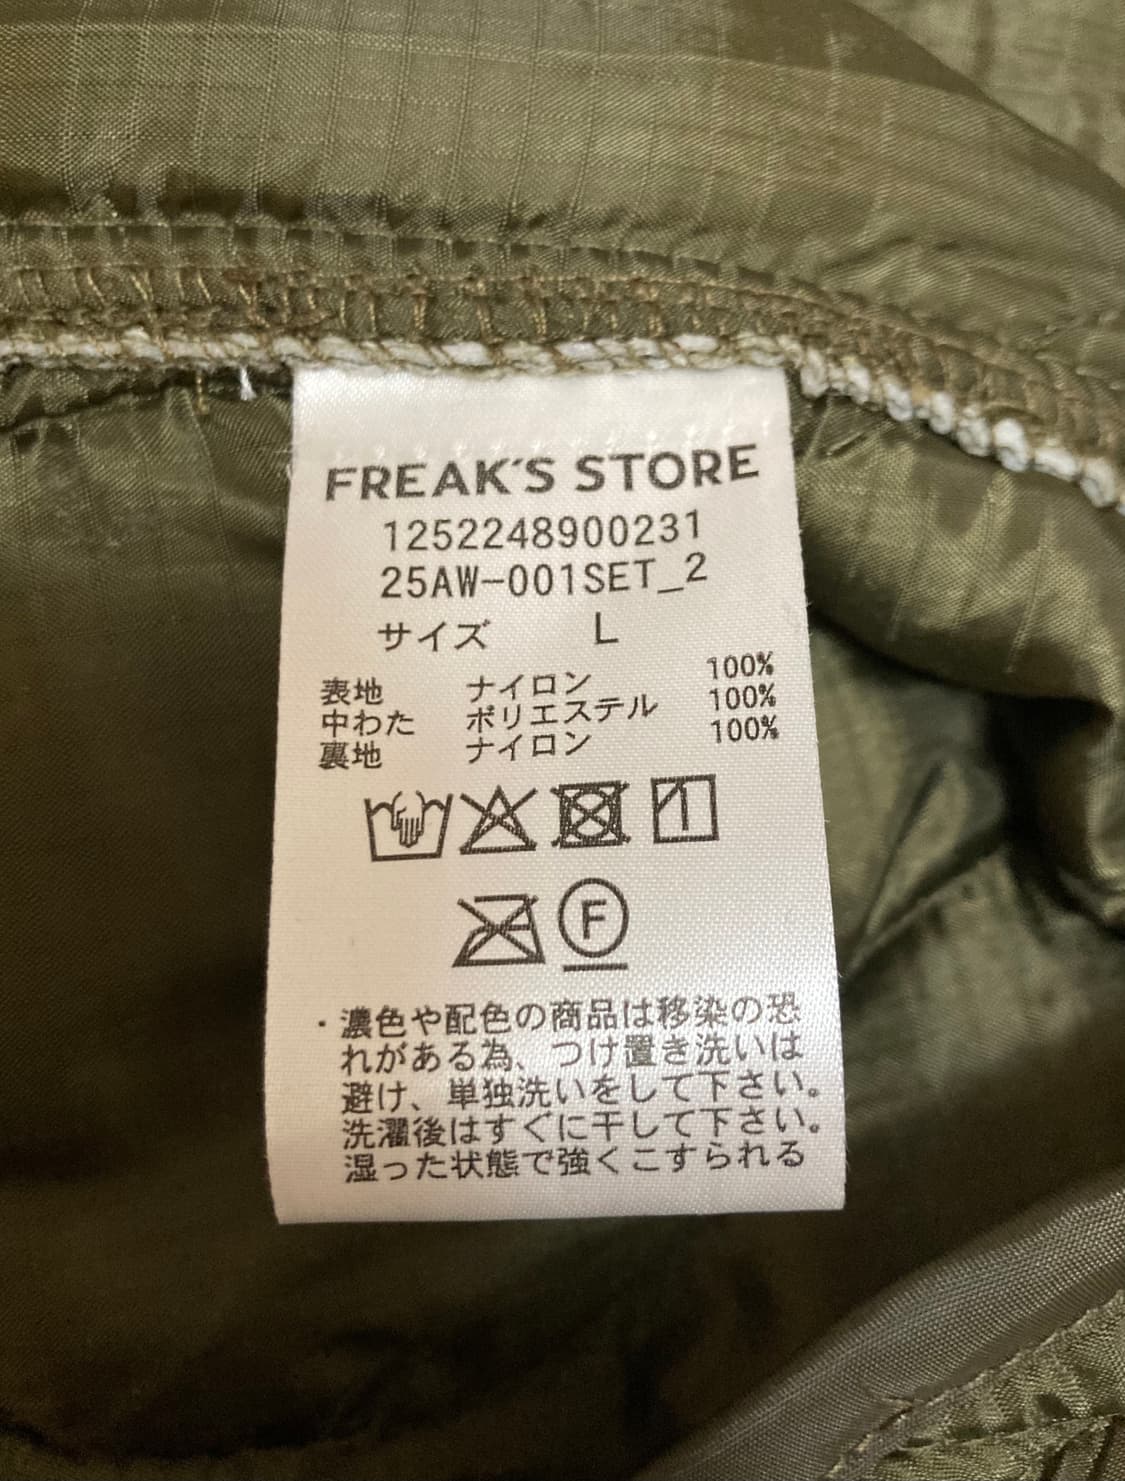 FREAK'S STORE
1252248900231
25AW-001SET_2
サイズ L
表地 ナイロン 100%
中わた ポリエステル 100%
裏地 ナイロン 100%
F
・濃色や配色の商品は移染の恐
れがある為、つけ置き洗いは
避け、単独洗いをして下さい。
洗濯後はすぐに干して下さい。
湿った状態で強くこすられる